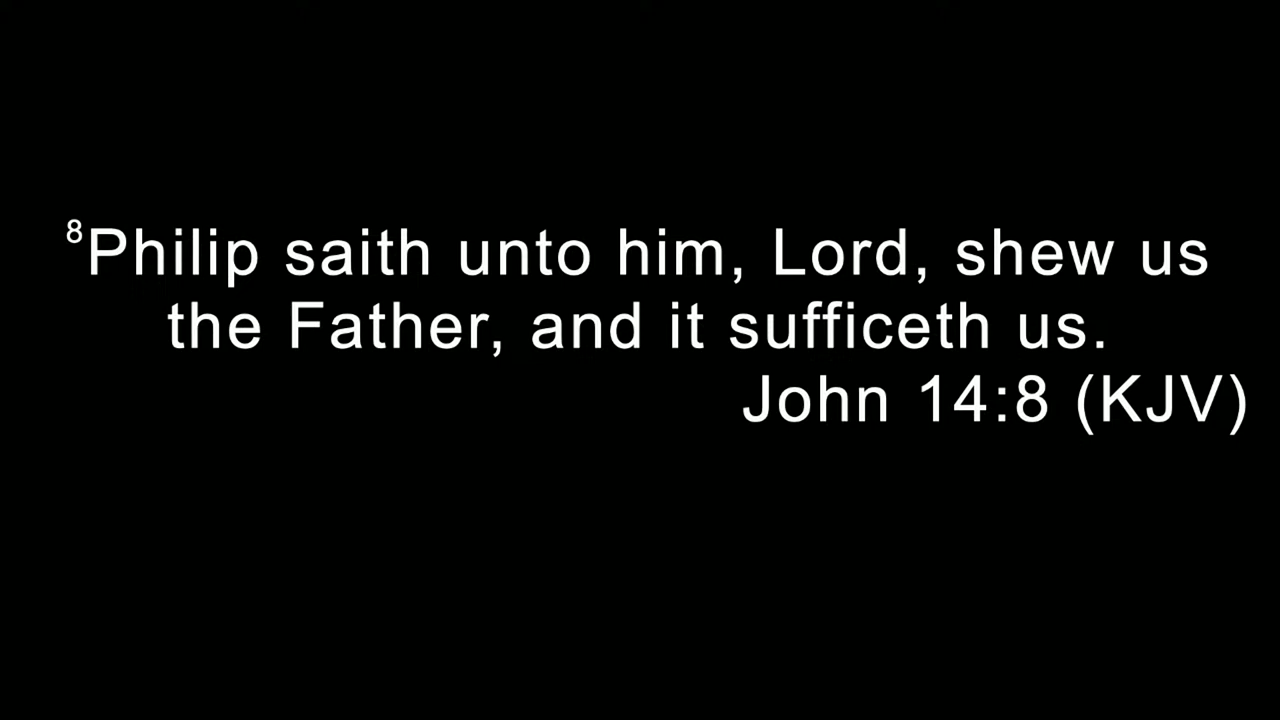 ⁸Philip saith unto him, Lord, shew us
the Father, and it sufficeth us.
John 14:8 (KJV)